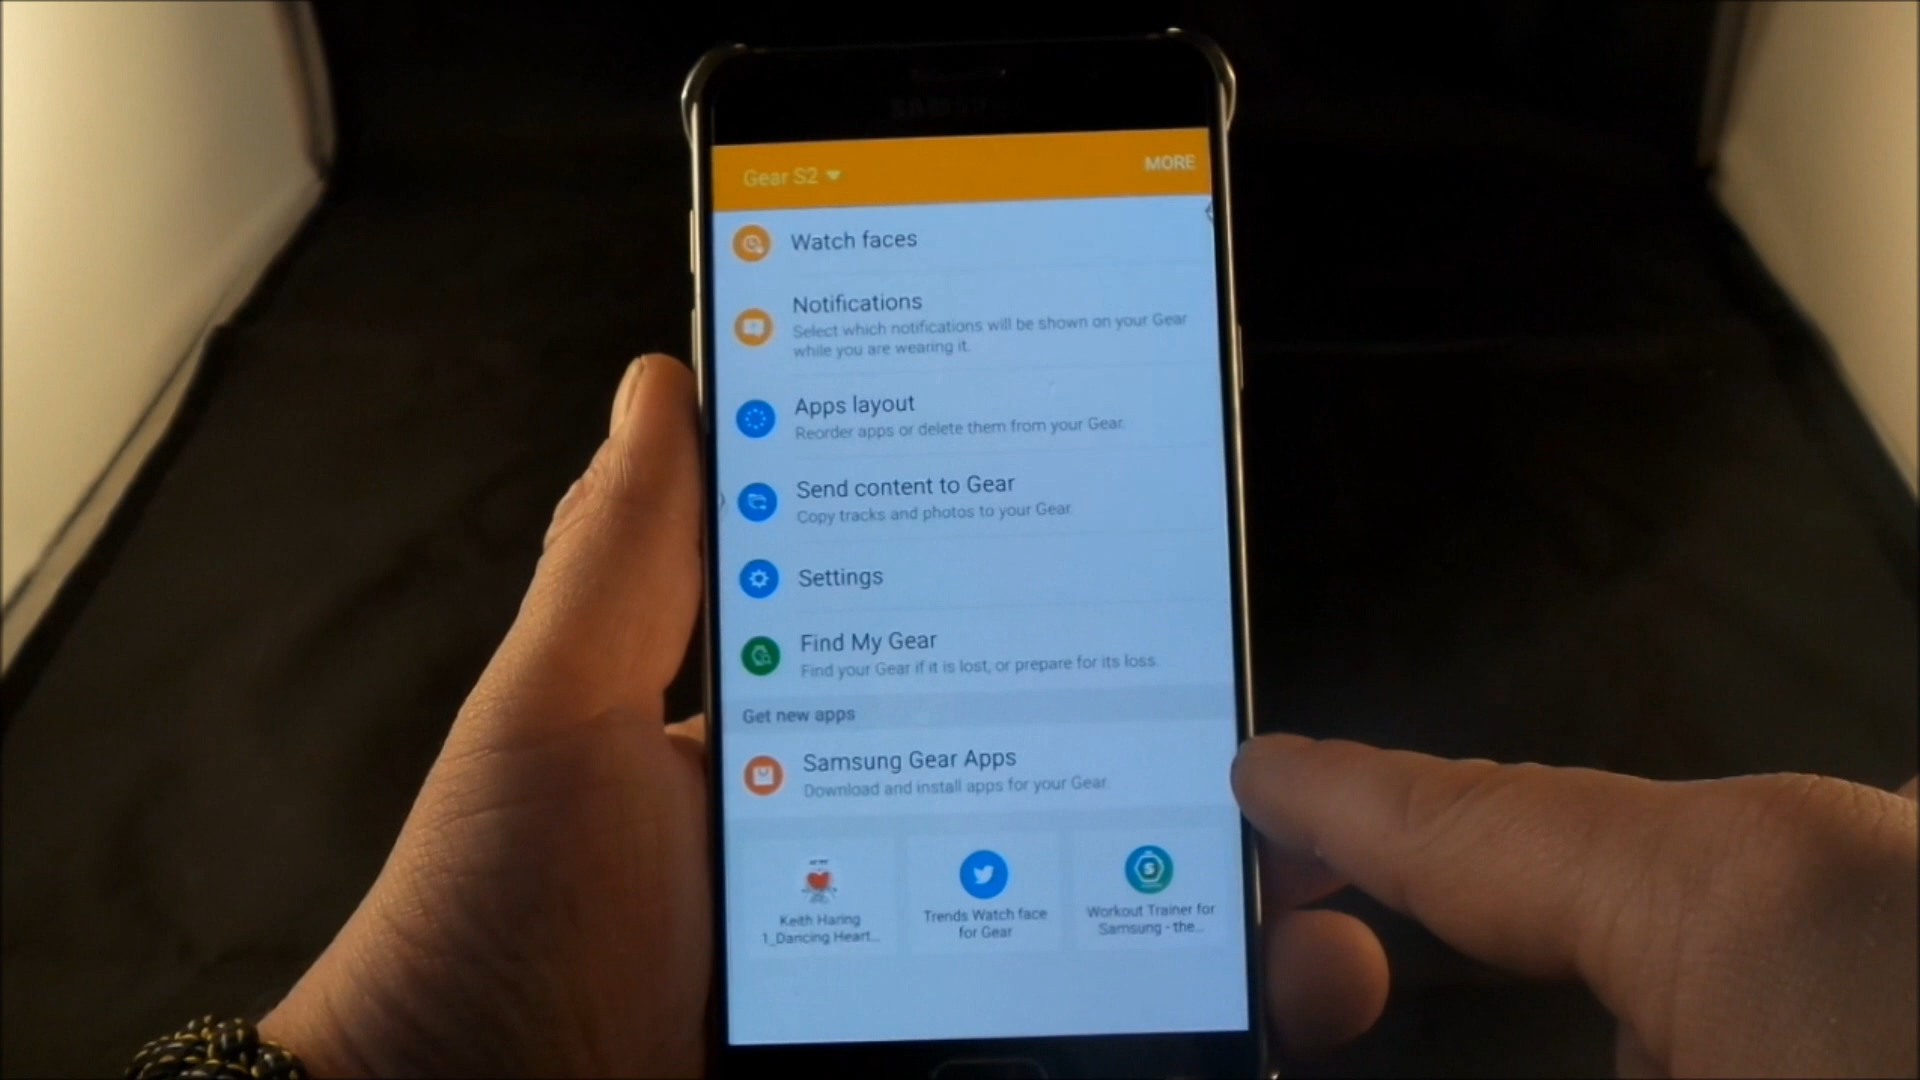 SAMSUNG
Gear S2
MORE
Watch faces
Notifications
Select which notifications will be shown on your Gear
while you are wearing it.
Apps layout
Reorder apps or delete them from your Gear.
Send content to Gear
Copy tracks and photos to your Gear.
Settings
Find My Gear
Find your Gear if it is lost, or prepare for its loss.
Get new apps
Samsung Gear Apps
Download and install apps for your Gear.
Keith Haring
1_Dancing Heart...
Trends Watch face
for Gear
Workout Trainer for
Samsung - the...